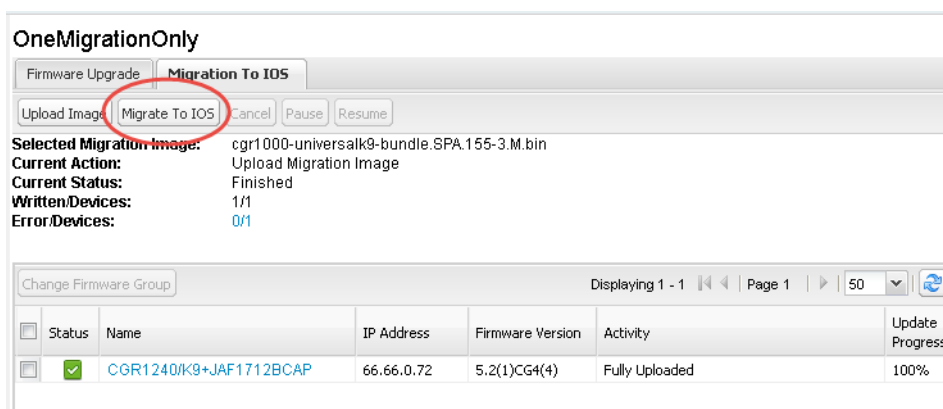 OneMigrationOnly
Firmware Upgrade Migration To IOS
Upload Image Migrate To IOS Cancel Pause Resume
Selected Migration Image: cgr1000-universalk9-bundle.SPA.155-3.M.bin
Current Action: Upload Migration Image
Current Status: Finished
Written/Devices: 1/1
Error/Devices: 0/1
Change Firmware Group Displaying 1 - 1 Page 1 50
Status Name IP Address Firmware Version Activity Update Progress
CGR1240/K9+JAF1712BCAP 66.66.0.72 5.2(1)CG4(4) Fully Uploaded 100%